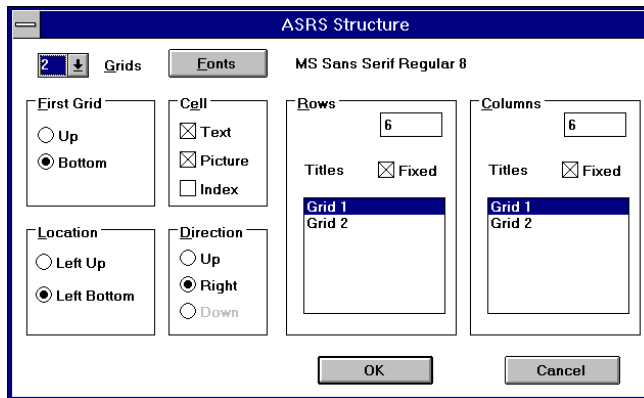 ASRS Structure
2 Grids Fonts MS Sans Serif Regular 8
First Grid
Up
Bottom
Cell
Text
Picture
Index
Rows
6
Titles Fixed
Grid 1
Grid 2
Columns
6
Titles Fixed
Grid 1
Grid 2
Location
Left Up
Left Bottom
Direction
Up
Right
Down
OK Cancel